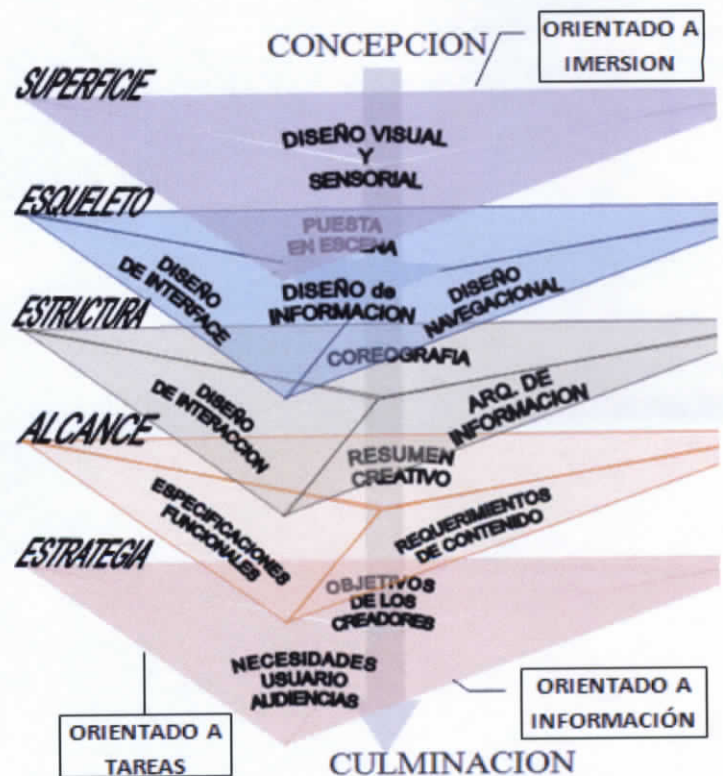 CONCEPCION
ORIENTADO A
IMERSION
SUPERFICIE
DISEÑO VISUAL
Y
SENSORIAL
ESQUELETO
PUESTA
EN ESCENA
DISEÑO
DE INTERFACE
DISEÑO de
INFORMACION
DISEÑO
NAVEGACIONAL
ESTRUCTURA
COREOGRAFIA
DISEÑO
DE INTERACCION
ARQ. DE
INFORMACION
ALCANCE
RESUMEN
CREATIVO
ESPECIFICACIONES
FUNCIONALES
REQUERIMIENTOS
DE CONTENIDO
ESTRATEGIA
OBJETIVOS
DE LOS
CREADORES
NECESIDADES
USUARIO
AUDIENCIAS
ORIENTADO A
TAREAS
ORIENTADO A
INFORMACIÓN
CULMINACION